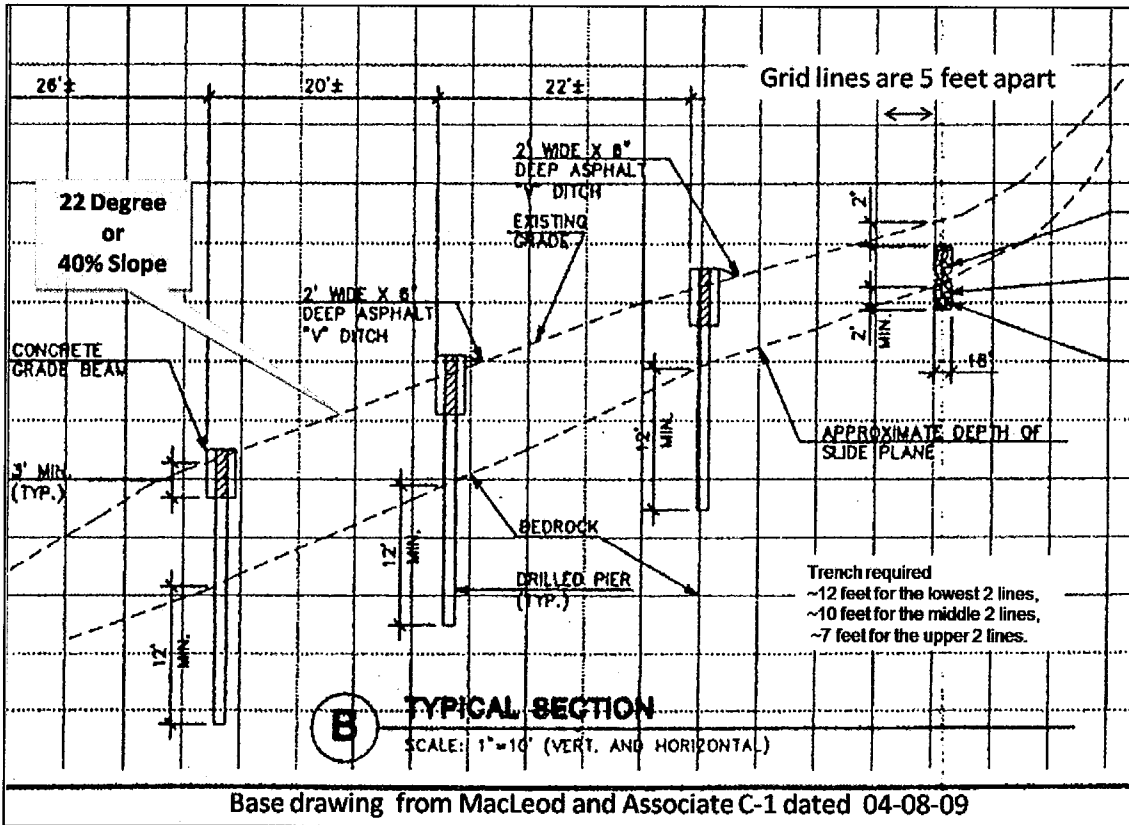 26'±
20'±
22'±
Grid lines are 5 feet apart
2' WIDE X 8"
DEEP ASPHALT
"V" DITCH
2'
22 Degree
or
40% Slope
EXISTING
GRADE
2' WIDE X 6"
DEEP ASPHALT
"V" DITCH
2'
MIN.
18"
CONCRETE
GRADE BEAM
12'
MIN.
APPROXIMATE DEPTH OF
SLIDE PLANE
3' MIN.
(TYP.)
BEDROCK
12'
MIN.
DRILLED PIER
(TYP.)
Trench required
~12 feet for the lowest 2 lines,
~10 feet for the middle 2 lines,
~7 feet for the upper 2 lines.
12'
MIN.
B
TYPICAL SECTION
SCALE: 1"=10' (VERT. AND HORIZONTAL)
Base drawing from MacLeod and Associate C-1 dated 04-08-09